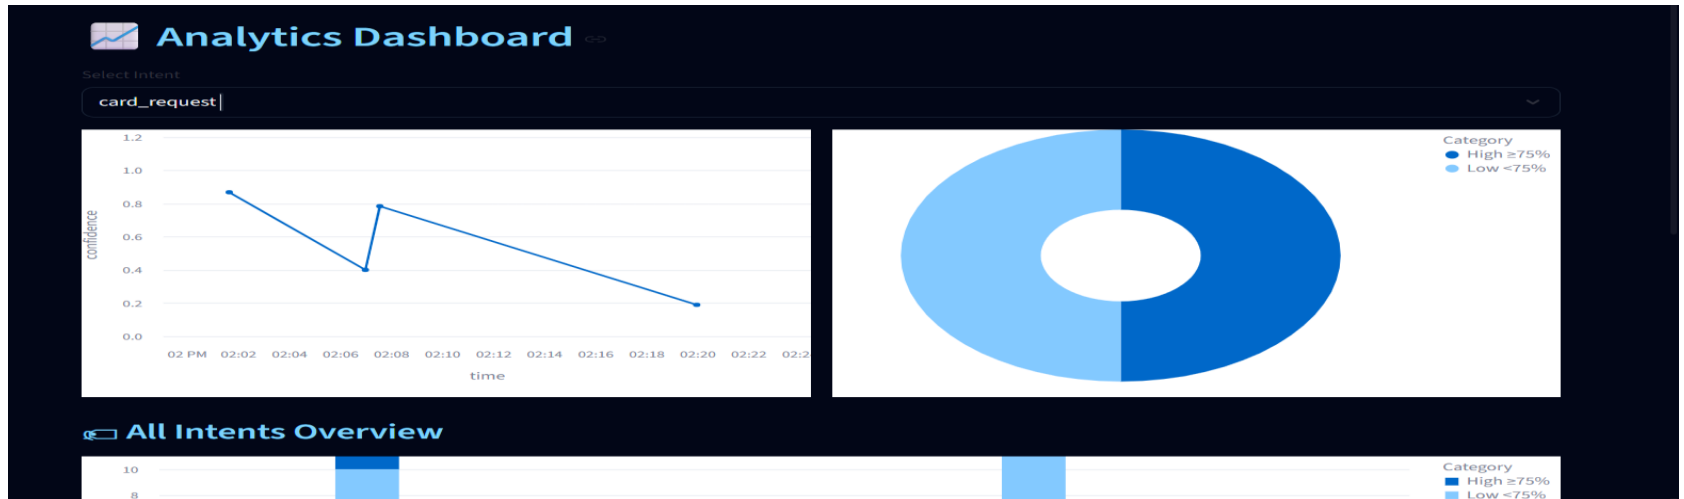 Analytics Dashboard
Select Intent
card_request
1.2
1.0
0.8
0.6
0.4
0.2
0.0
confidence
02 PM 02:02 02:04 02:06 02:08 02:10 02:12 02:14 02:16 02:18 02:20 02:22
time
Category
High ≥75%
Low <75%
All Intents Overview
10
8
Category
High ≥75%
Low <75%